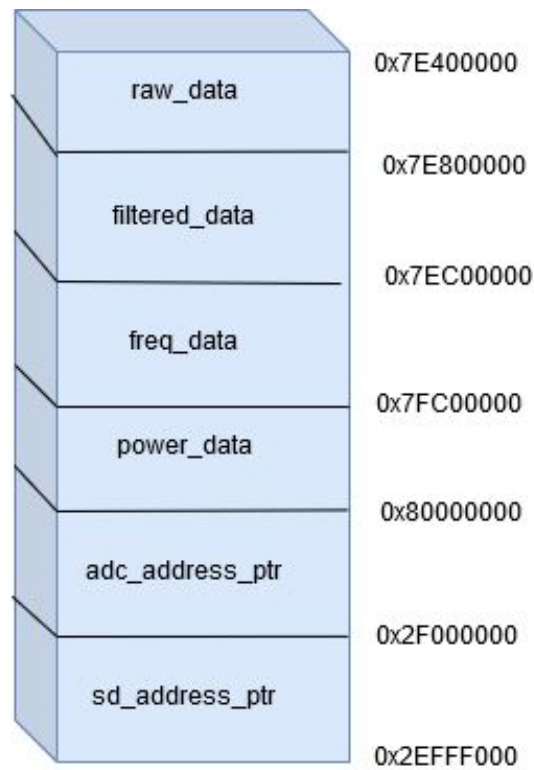 0x7E400000
raw_data
0x7E800000
filtered_data
0x7EC00000
freq_data
0x7FC00000
power_data
0x80000000
adc_address_ptr
0x2F000000
sd_address_ptr
0x2EFFF000